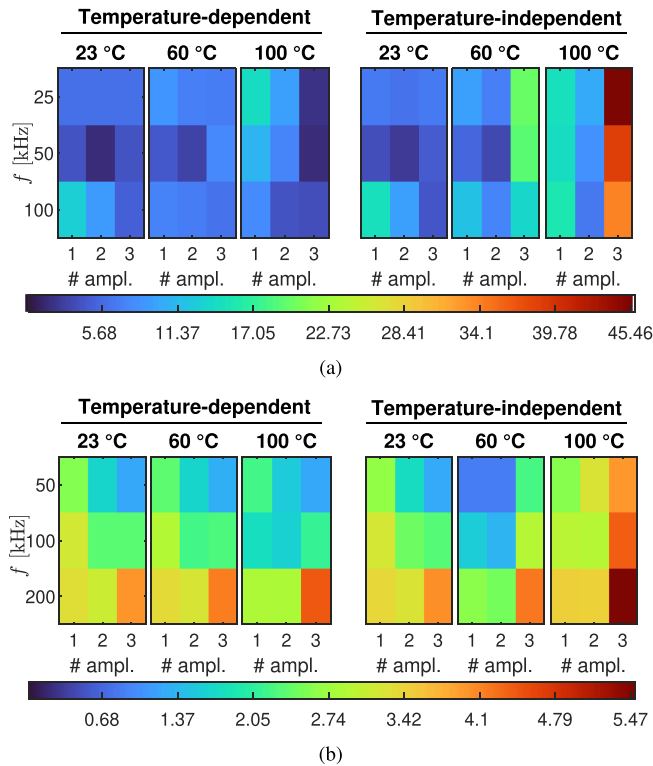 Temperature-dependent Temperature-independent
23 °C 60 °C 100 °C 23 °C 60 °C 100 °C
25
50
100
f [kHz]
1 2 3 1 2 3 1 2 3 1 2 3 1 2 3 1 2 3
# ampl. # ampl. # ampl. # ampl. # ampl. # ampl.
5.68 11.37 17.05 22.73 28.41 34.1 39.78 45.46
(a)
Temperature-dependent Temperature-independent
23 °C 60 °C 100 °C 23 °C 60 °C 100 °C
50
100
200
f [kHz]
1 2 3 1 2 3 1 2 3 1 2 3 1 2 3 1 2 3
# ampl. # ampl. # ampl. # ampl. # ampl. # ampl.
0.68 1.37 2.05 2.74 3.42 4.1 4.79 5.47
(b)